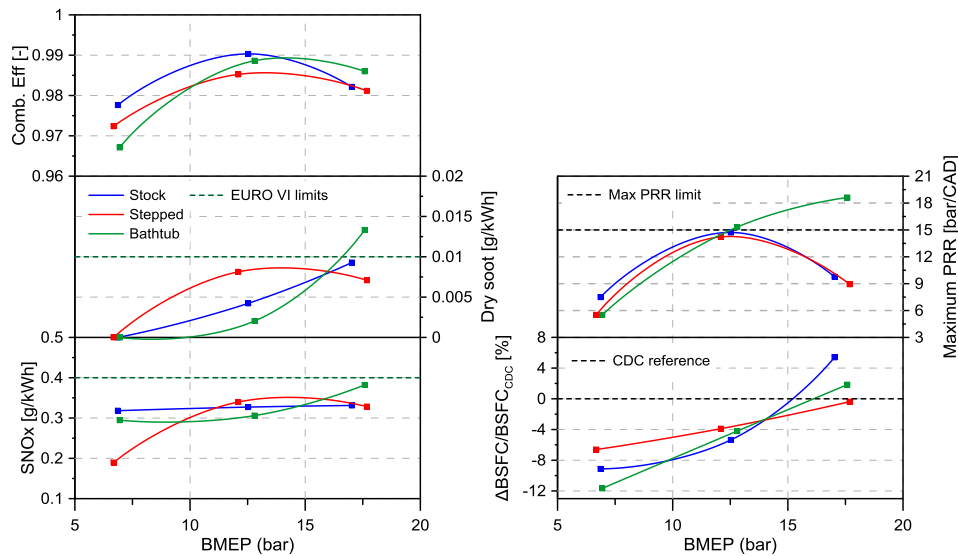 1
0.99
0.98
0.97
0.96
Comb. Eff [-]
Stock
Stepped
Bathtub
EURO VI limits
0.02
0.015
0.01
0.005
0
Dry soot [g/kWh]
0.5
0.4
0.3
0.2
0.1
SNOx [g/kWh]
5
10
15
20
BMEP (bar)
Max PRR limit
21
18
15
12
9
6
3
Maximum PRR [bar/CAD]
8
4
0
-4
-8
-12
ΔBSFC/BSFC_CDC [%]
CDC reference
5
10
15
20
BMEP (bar)